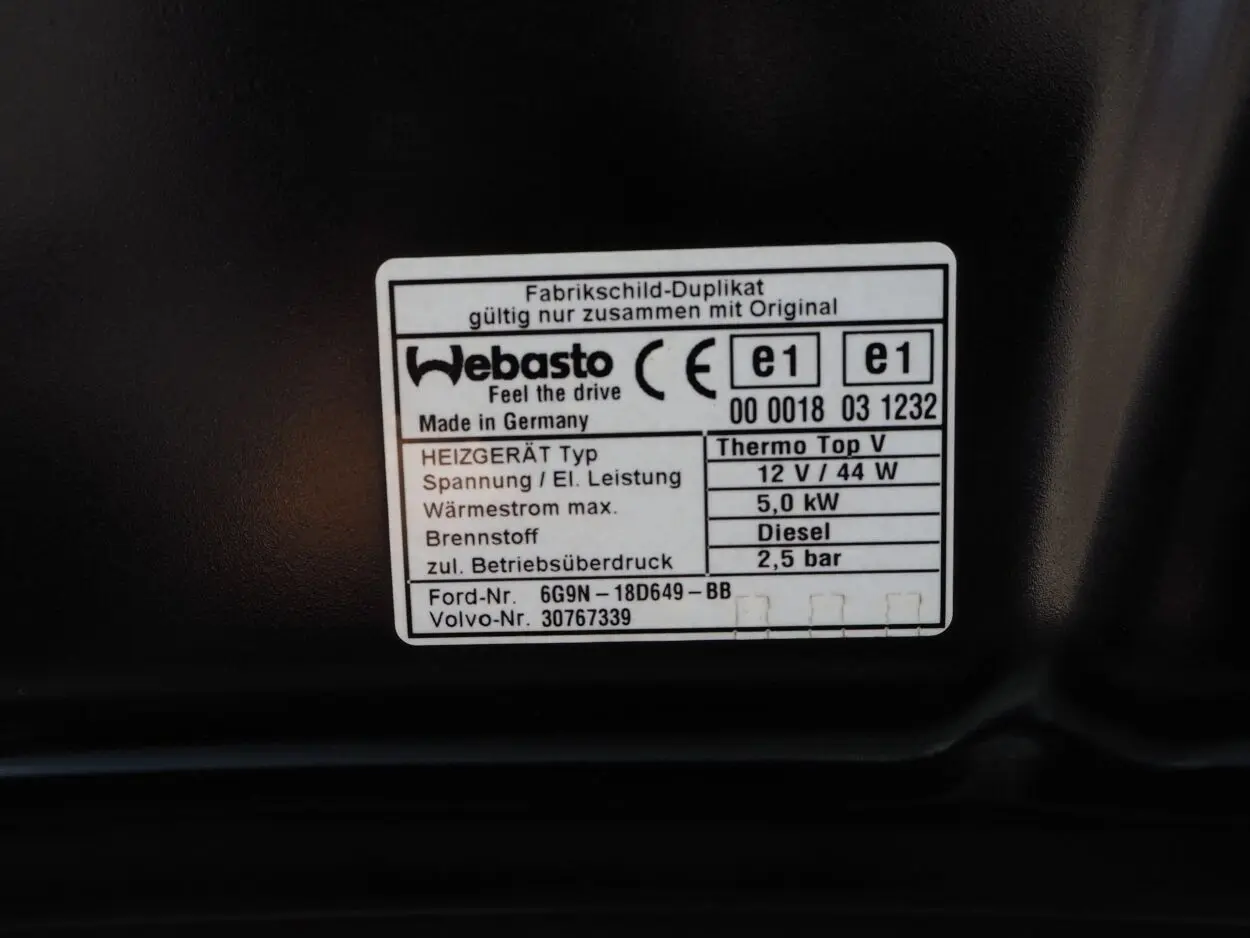 Fabrikschild-Duplikat
gültig nur zusammen mit Original
Webasto CE e1 e1
Feel the drive
Made in Germany 00 0018 03 1232
HEIZGERÄT Typ Thermo Top V
Spannung / El. Leistung 12 V / 44 W
Wärmestrom max. 5,0 kW
Brennstoff Diesel
zul. Betriebsüberdruck 2,5 bar
Ford-Nr. 6G9N – 18D649 – BB
Volvo-Nr. 30767339